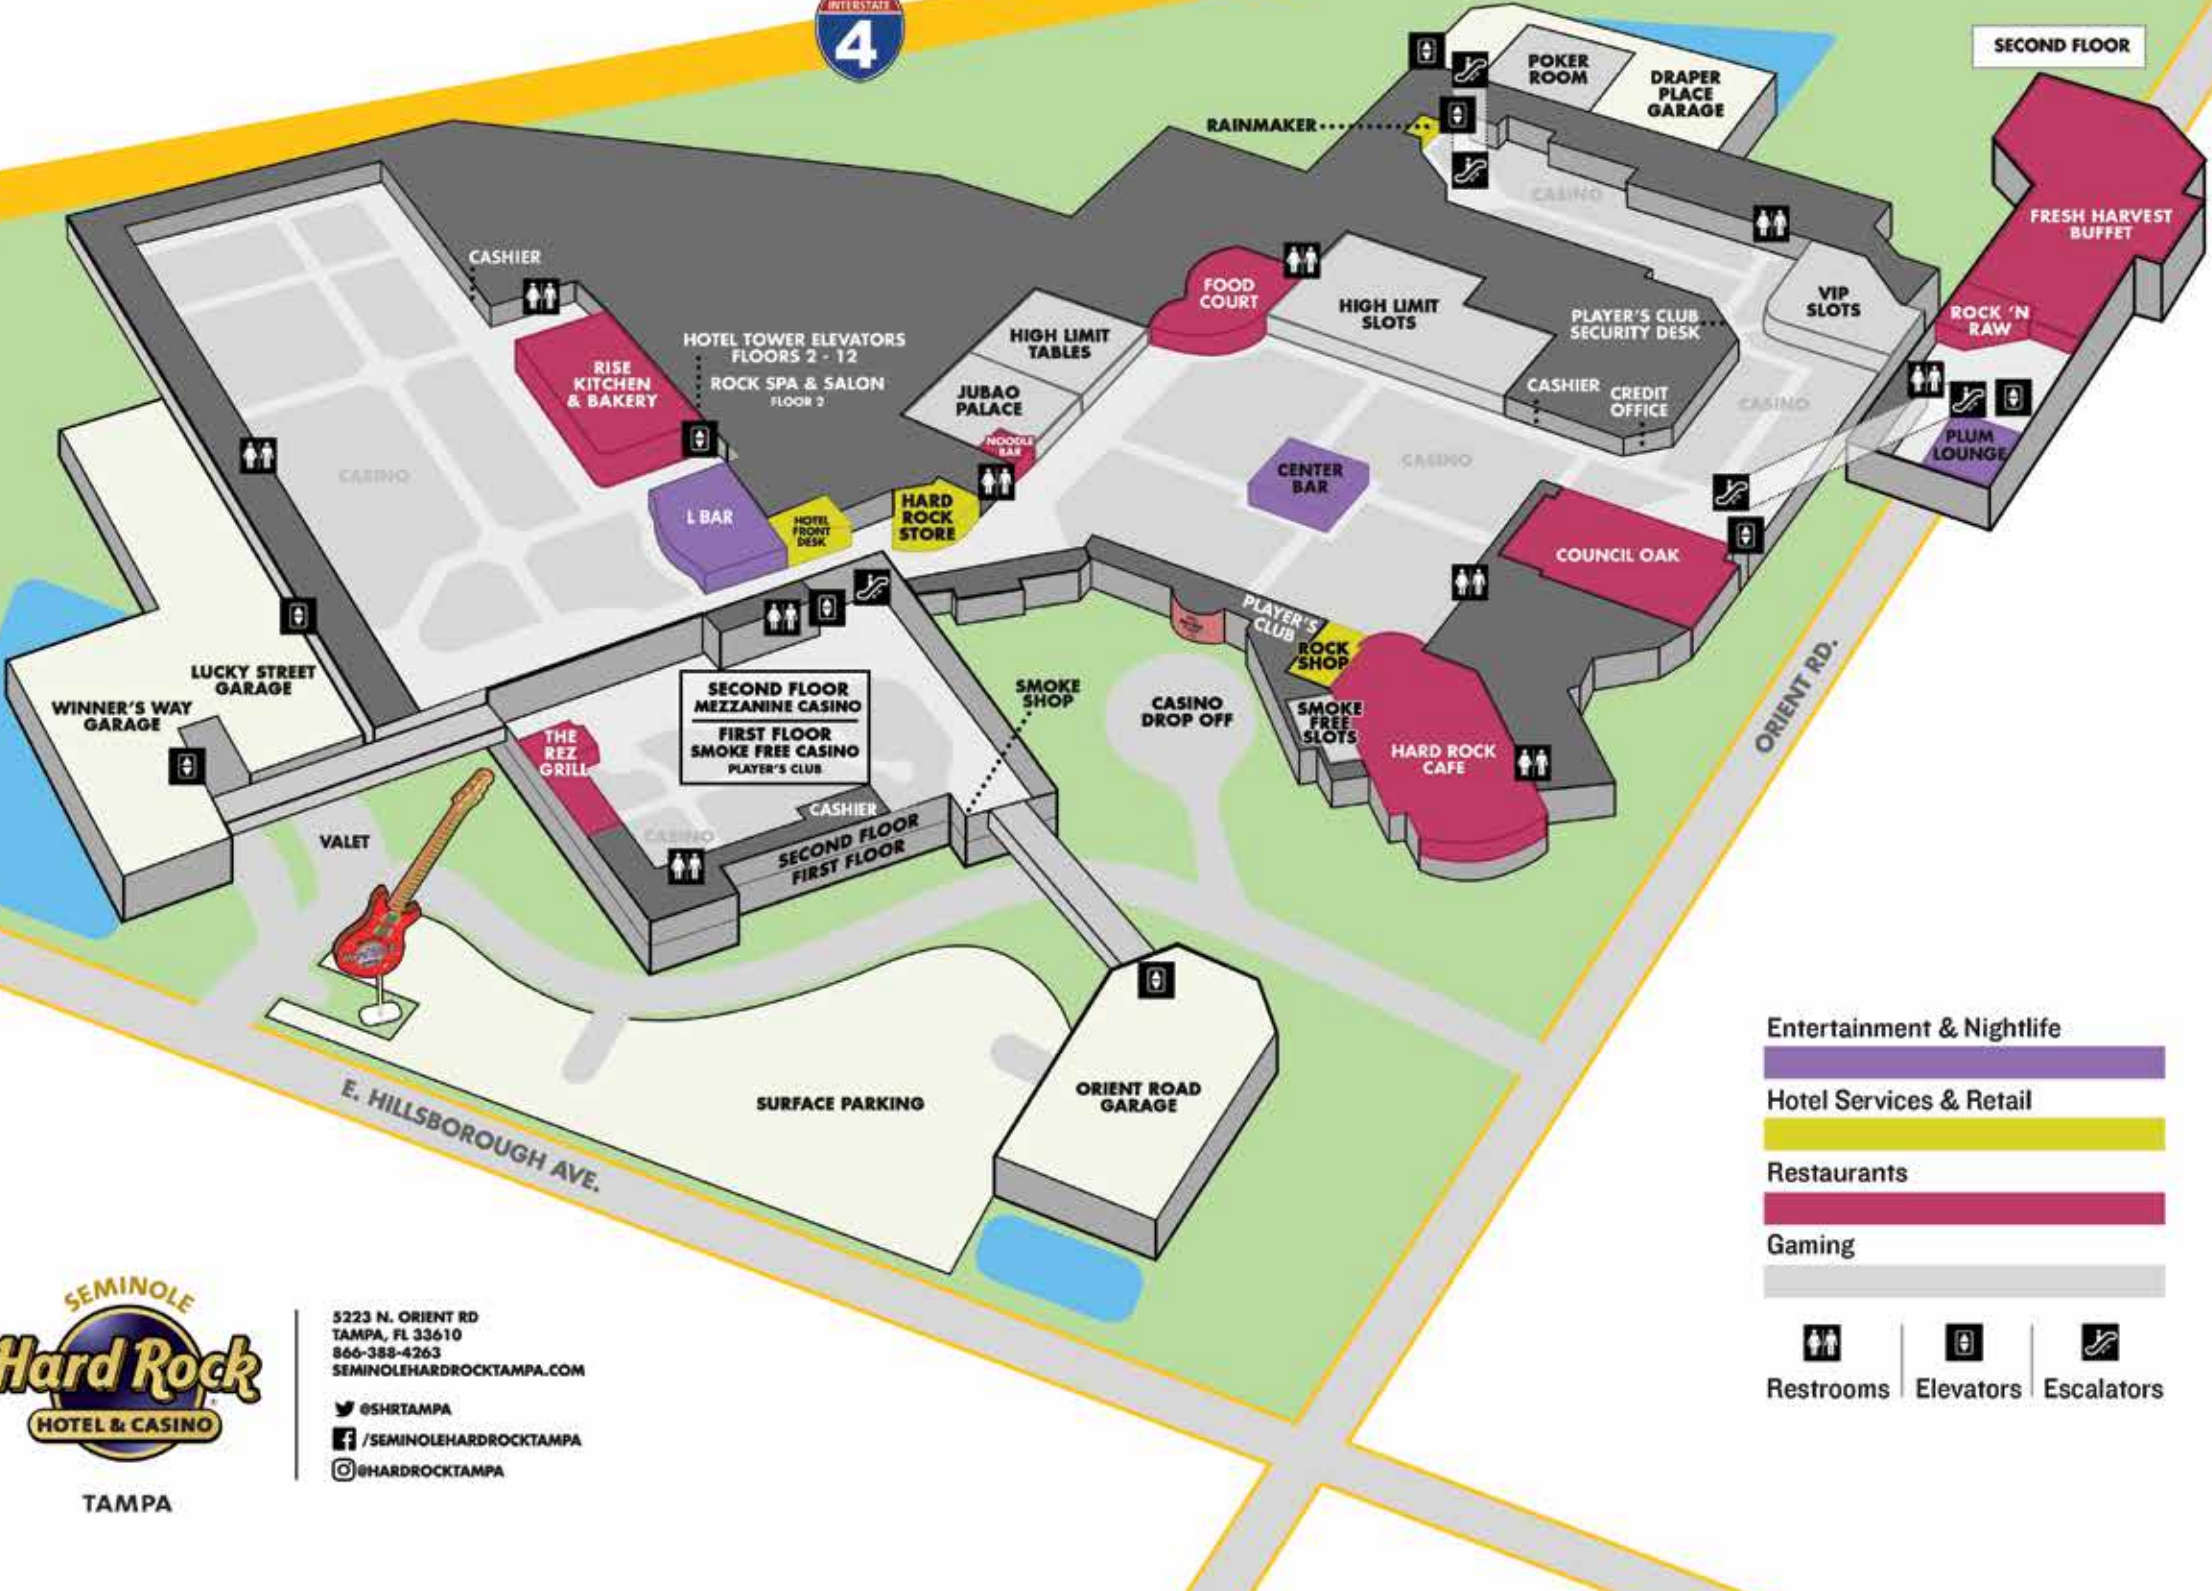 INTERSTATE
4
SECOND FLOOR
POKER
ROOM
DRAPER
PLACE
GARAGE
RAINMAKER
CASINO
FRESH HARVEST
BUFFET
CASHIER
FOOD
COURT
HIGH LIMIT
SLOTS
VIP
SLOTS
ROCK 'N
RAW
PLAYER'S CLUB
SECURITY DESK
HOTEL TOWER ELEVATORS
FLOORS 2 - 12
ROCK SPA & SALON
FLOOR 2
HIGH LIMIT
TABLES
RISE
KITCHEN
& BAKERY
JUBAO
PALACE
NOODLE
BAR
CASHIER
CREDIT
OFFICE
CASINO
PLUM
LOUNGE
CASINO
CENTER
BAR
CASINO
L BAR
HOTEL
FRONT
DESK
HARD
ROCK
STORE
COUNCIL OAK
PLAYER'S
CLUB
ROCK
SHOP
LUCKY STREET
GARAGE
WINNER'S WAY
GARAGE
SECOND FLOOR
MEZZANINE CASINO
FIRST FLOOR
SMOKE FREE CASINO
PLAYER'S CLUB
SMOKE
SHOP
CASINO
DROP OFF
SMOKE
FREE
SLOTS
HARD ROCK
CAFE
ORIENT RD.
THE
REZ
GRILL
CASHIER
CASINO
SECOND FLOOR
FIRST FLOOR
VALET
SURFACE PARKING
ORIENT ROAD
GARAGE
E. HILLSBOROUGH AVE.
Entertainment & Nightlife
Hotel Services & Retail
Restaurants
Gaming
Restrooms
Elevators
Escalators
SEMINOLE
Hard Rock
HOTEL & CASINO
TAMPA
5223 N. ORIENT RD
TAMPA, FL 33610
866-388-4263
SEMINOLEHARDROCKTAMPA.COM
@SHRTAMPA
/SEMINOLEHARDROCKTAMPA
@HARDROCKTAMPA